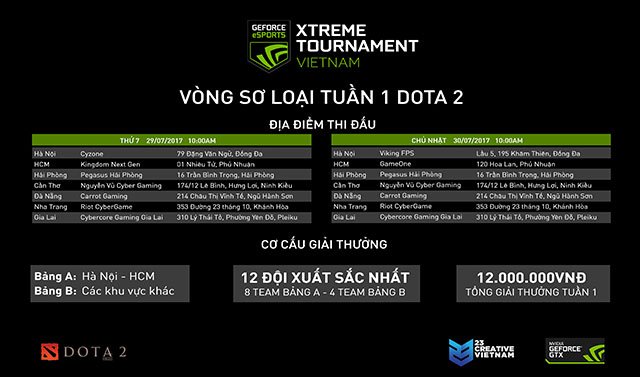 GEFORCE
eSPORTS
XTREME
TOURNAMENT
VIETNAM
VÒNG SƠ LOẠI TUẦN 1 DOTA 2
ĐỊA ĐIỂM THI ĐẤU
THỨ 7 29/07/2017 10:00AM
Hà Nội Cyzone 79 Đặng Văn Ngữ, Đống Đa
HCM Kingdom Next Gen 01 Nhiêu Tứ, Phú Nhuận
Hải Phòng Pegasus Hải Phòng 16 Trần Bình Trọng, Hải Phòng
Cần Thơ Nguyễn Vũ Cyber Gaming 174/12 Lê Bình, Hưng Lợi, Ninh Kiều
Đà Nẵng Carrot Gaming 214 Châu Thị Vĩnh Tế, Ngũ Hành Sơn
Nha Trang Riot CyberGame 353 Đường 23 tháng 10, Khánh Hòa
Gia Lai Cybercore Gaming Gia Lai 310 Lý Thái Tổ, Phường Yên Đỗ, Pleiku
CHỦ NHẬT 30/07/2017 10:00AM
Hà Nội Viking FPS Lầu 5, 195 Khâm Thiên, Đống Đa
HCM GameOne 120 Hoa Lan, Phú Nhuận
Hải Phòng Pegasus Hải Phòng 16 Trần Bình Trọng, Hải Phòng
Cần Thơ Nguyễn Vũ Cyber Gaming 174/12 Lê Bình, Hưng Lợi, Ninh Kiều
Đà Nẵng Carrot Gaming 214 Châu Thị Vĩnh Tế, Ngũ Hành Sơn
Nha Trang Riot CyberGame 353 Đường 23 tháng 10, Khánh Hòa
Gia Lai Cybercore Gaming Gia Lai 310 Lý Thái Tổ, Phường Yên Đỗ, Pleiku
CƠ CẤU GIẢI THƯỞNG
Bảng A: Hà Nội - HCM
Bảng B: Các khu vực khác
12 ĐỘI XUẤT SẮC NHẤT
8 TEAM BẢNG A - 4 TEAM BẢNG B
12.000.000VNĐ
TỔNG GIẢI THƯỞNG TUẦN 1
DOTA 2
23
CREATIVE
VIETNAM
NVIDIA
GEFORCE
GTX